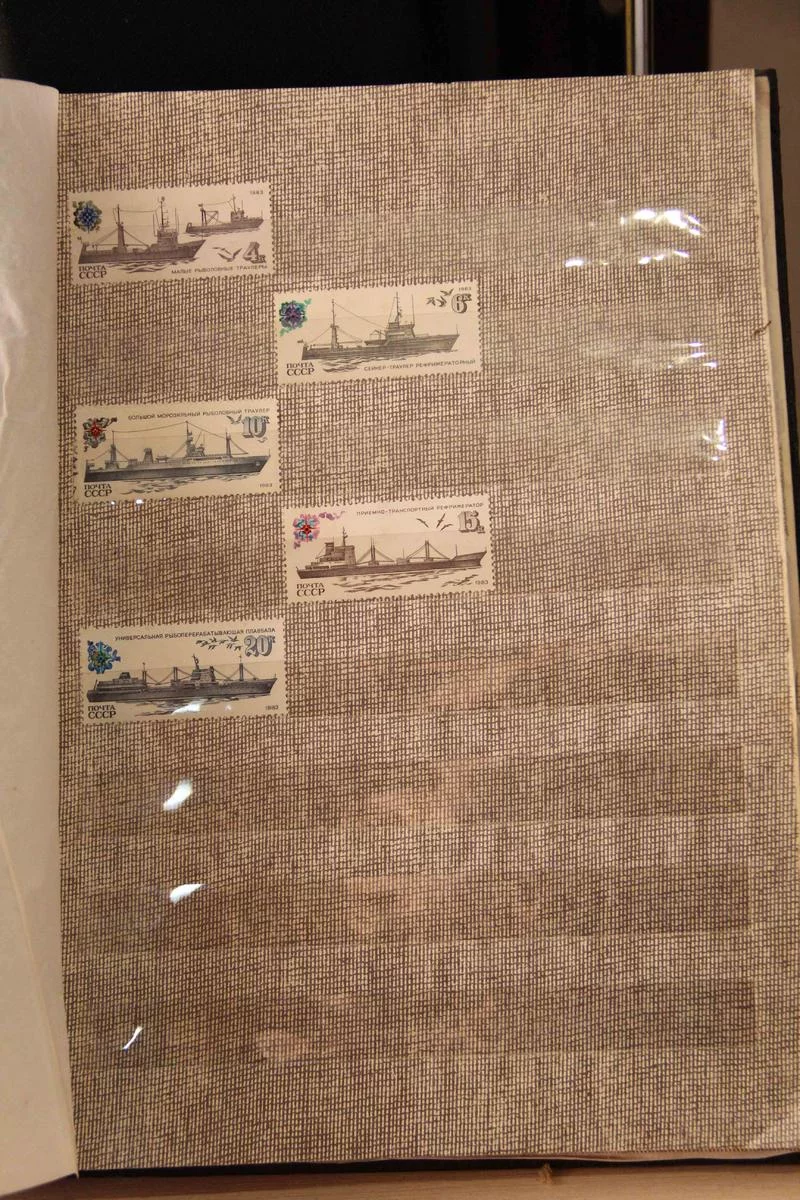 1983
4к
МАЛЫЕ РЫБОЛОВНЫЕ ТРАУЛЕРЫ
ПОЧТА
СССР
1983
6к
СЕЙНЕР-ТРАУЛЕР РЕФРИЖЕРАТОРНЫЙ
ПОЧТА
СССР
БОЛЬШОЙ МОРОЗИЛЬНЫЙ РЫБОЛОВНЫЙ ТРАУЛЕР
10к
ПОЧТА
СССР
1983
ПРИЕМНО-ТРАНСПОРТНЫЙ РЕФРИЖЕРАТОР
15к
ПОЧТА
СССР
1983
УНИВЕРСАЛЬНАЯ РЫБОПЕРЕРАБАТЫВАЮЩАЯ ПЛАВБАЗА
20к
ПОЧТА
СССР
1983